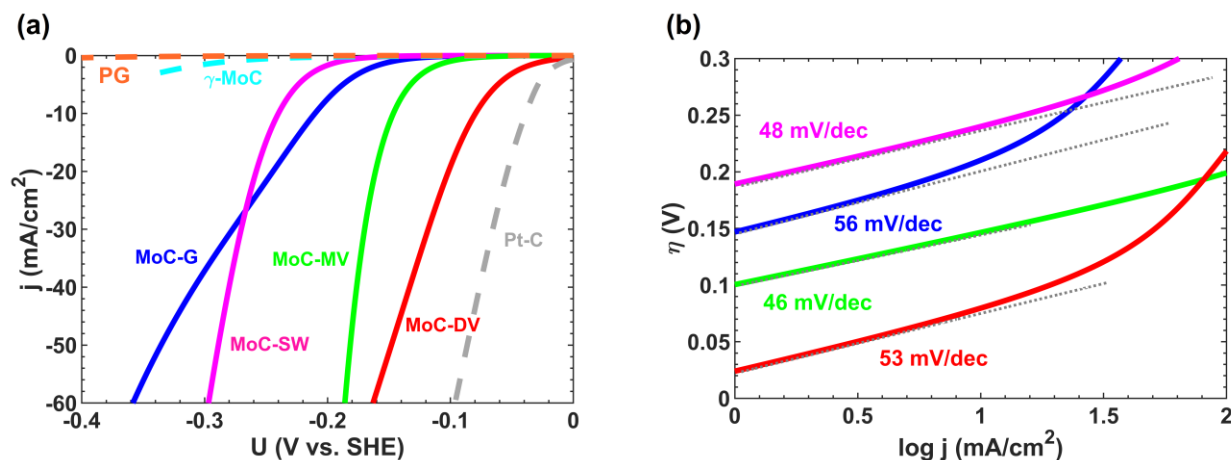 (a)
0
-10
-20
-30
-40
-50
-60
j (mA/cm²)
PG
γ-MoC
MoC-G
MoC-SW
MoC-MV
MoC-DV
Pt-C
-0.4 -0.3 -0.2 -0.1 0
U (V vs. SHE)
(b)
0.3
0.25
0.2
0.15
0.1
0.05
0
η (V)
48 mV/dec
56 mV/dec
46 mV/dec
53 mV/dec
0 0.5 1 1.5 2
log j (mA/cm²)